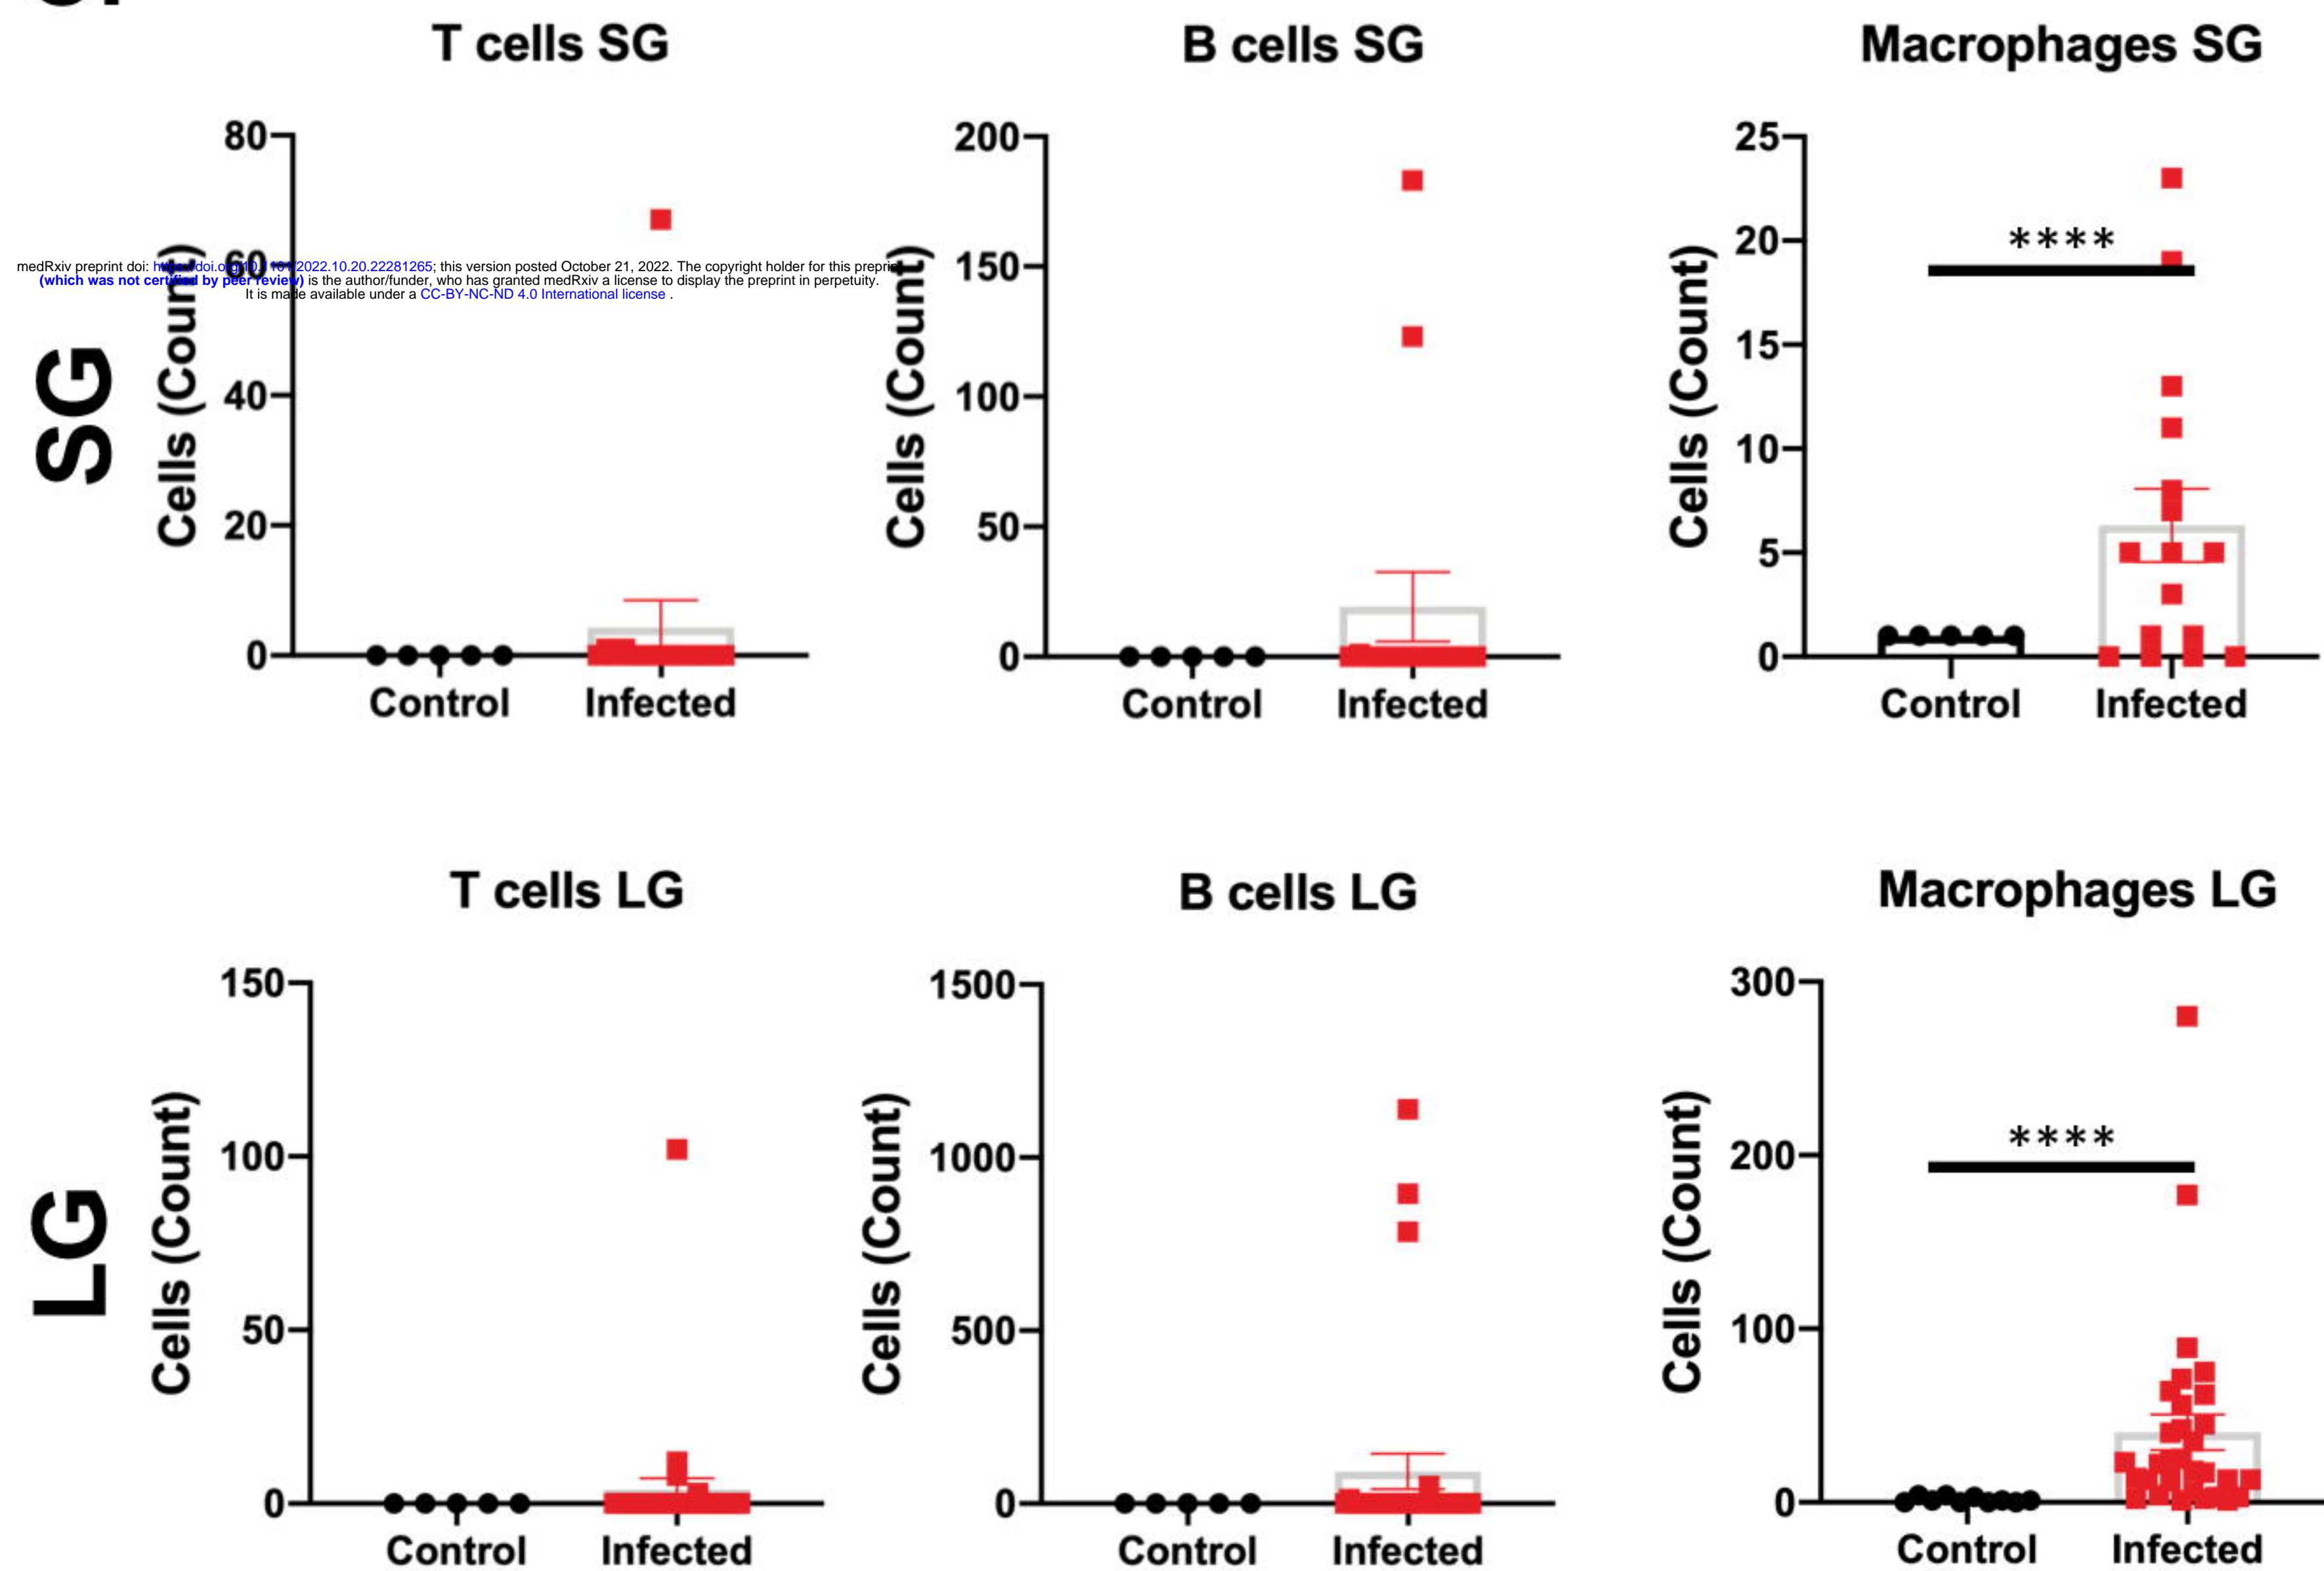 T cells SG
B cells SG
Macrophages SG
80
60
40
20
0
Cells (Count)
Control
Infected
200
150
100
50
0
Cells (Count)
Control
Infected
25
20
15
10
5
0
Cells (Count)
****
Control
Infected
medRxiv preprint doi: https://doi.org/10.1101/2022.10.20.22281265; this version posted October 21, 2022. The copyright holder for this preprint
(which was not certified by peer review) is the author/funder, who has granted medRxiv a license to display the preprint in perpetuity.
It is made available under a CC-BY-NC-ND 4.0 International license .
SG
T cells LG
B cells LG
Macrophages LG
150
100
50
0
Cells (Count)
Control
Infected
1500
1000
500
0
Cells (Count)
Control
Infected
300
200
100
0
Cells (Count)
****
Control
Infected
LG